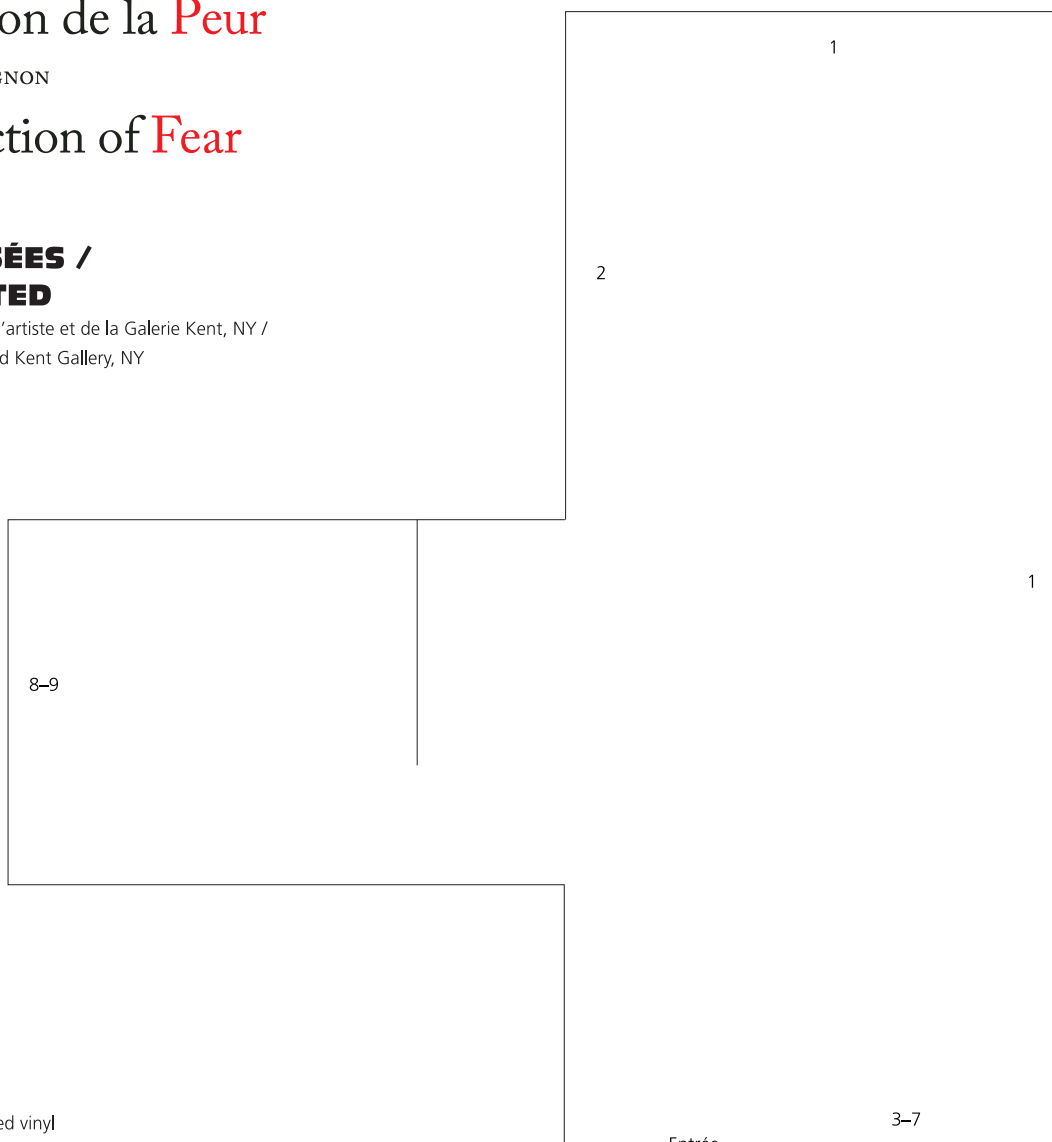 on de la Peur
GNON
ction of Fear
SÉES /
TED
'artiste et de la Galerie Kent, NY /
d Kent Gallery, NY
1
2
1
8–9
ed vinyl
3–7
Entrée